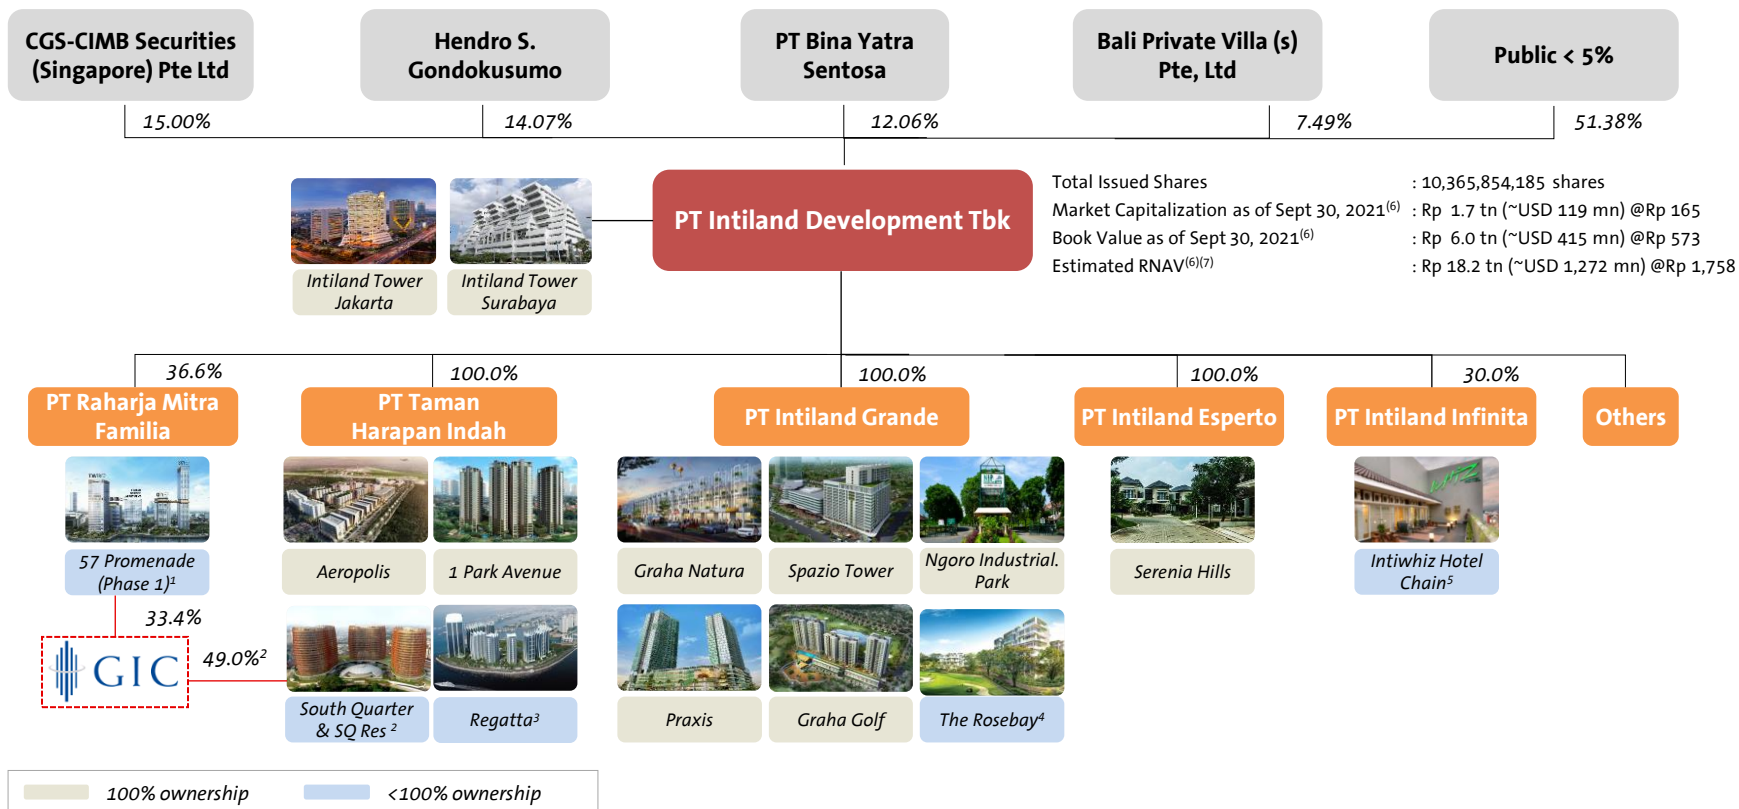 CGS-CIMB Securities
(Singapore) Pte Ltd
Hendro S.
Gondokusumo
PT Bina Yatra
Sentosa
Bali Private Villa (s)
Pte, Ltd
Public < 5%
15.00%
14.07%
12.06%
7.49%
51.38%
Intiland Tower
Jakarta
Intiland Tower
Surabaya
PT Intiland Development Tbk
Total Issued Shares : 10,365,854,185 shares
Market Capitalization as of Sept 30, 2021(6) : Rp 1.7 tn (~USD 119 mn) @Rp 165
Book Value as of Sept 30, 2021(6) : Rp 6.0 tn (~USD 415 mn) @Rp 573
Estimated RNAV(6)(7) : Rp 18.2 tn (~USD 1,272 mn) @Rp 1,758
36.6%
100.0%
100.0%
100.0%
30.0%
PT Raharja Mitra
Familia
PT Taman
Harapan Indah
PT Intiland Grande
PT Intiland Esperto
PT Intiland Infinita
Others
57 Promenade
(Phase 1)1
Aeropolis
1 Park Avenue
Graha Natura
Spazio Tower
Ngoro Industrial.
Park
Serenia Hills
Intiwhiz Hotel
Chain5
33.4%
GIC
49.0%2
South Quarter
& SQ Res 2
Regatta3
Praxis
Graha Golf
The Rosebay4
100% ownership
<100% ownership